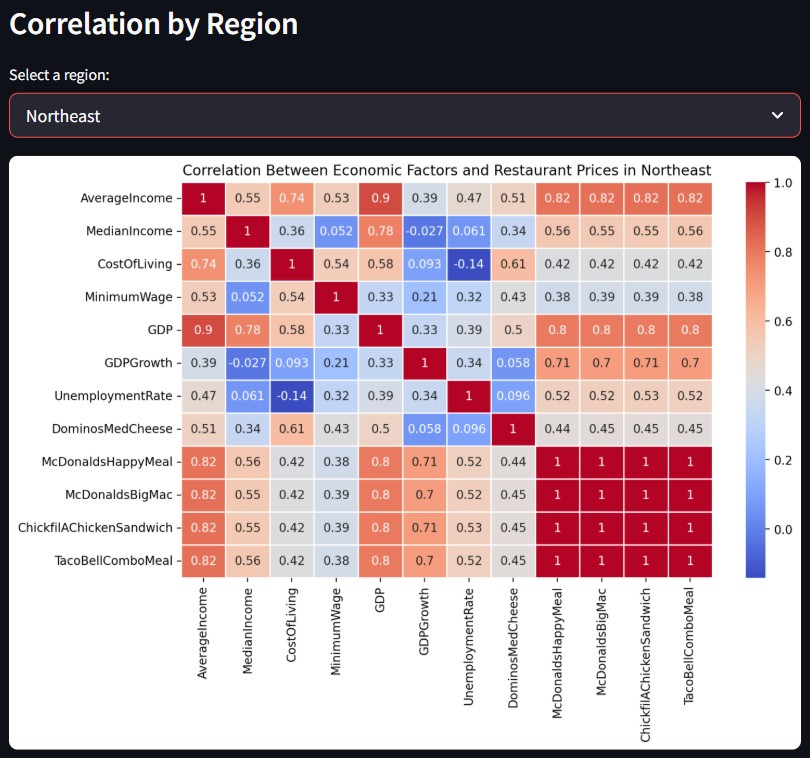 Correlation by Region
Select a region:
Northeast
Correlation Between Economic Factors and Restaurant Prices in Northeast
AverageIncome 1 0.55 0.74 0.53 0.9 0.39 0.47 0.51 0.82 0.82 0.82 0.82
MedianIncome 0.55 1 0.36 0.052 0.78 -0.027 0.061 0.34 0.56 0.55 0.55 0.56
CostOfLiving 0.74 0.36 1 0.54 0.58 0.093 -0.14 0.61 0.42 0.42 0.42 0.42
MinimumWage 0.53 0.052 0.54 1 0.33 0.21 0.32 0.43 0.38 0.39 0.39 0.38
GDP 0.9 0.78 0.58 0.33 1 0.33 0.39 0.5 0.8 0.8 0.8 0.8
GDPGrowth 0.39 -0.027 0.093 0.21 0.33 1 0.34 0.058 0.71 0.7 0.71 0.7
UnemploymentRate 0.47 0.061 -0.14 0.32 0.39 0.34 1 0.096 0.52 0.52 0.53 0.52
DominosMedCheese 0.51 0.34 0.61 0.43 0.5 0.058 0.096 1 0.44 0.45 0.45 0.45
McDonaldsHappyMeal 0.82 0.56 0.42 0.38 0.8 0.71 0.52 0.44 1 1 1 1
McDonaldsBigMac 0.82 0.55 0.42 0.39 0.8 0.7 0.52 0.45 1 1 1 1
ChickfilAChickenSandwich 0.82 0.55 0.42 0.39 0.8 0.71 0.53 0.45 1 1 1 1
TacoBellComboMeal 0.82 0.56 0.42 0.38 0.8 0.7 0.52 0.45 1 1 1 1
AverageIncome
MedianIncome
CostOfLiving
MinimumWage
GDP
GDPGrowth
UnemploymentRate
DominosMedCheese
McDonaldsHappyMeal
McDonaldsBigMac
ChickfilAChickenSandwich
TacoBellComboMeal
1.0
0.8
0.6
0.4
0.2
0.0